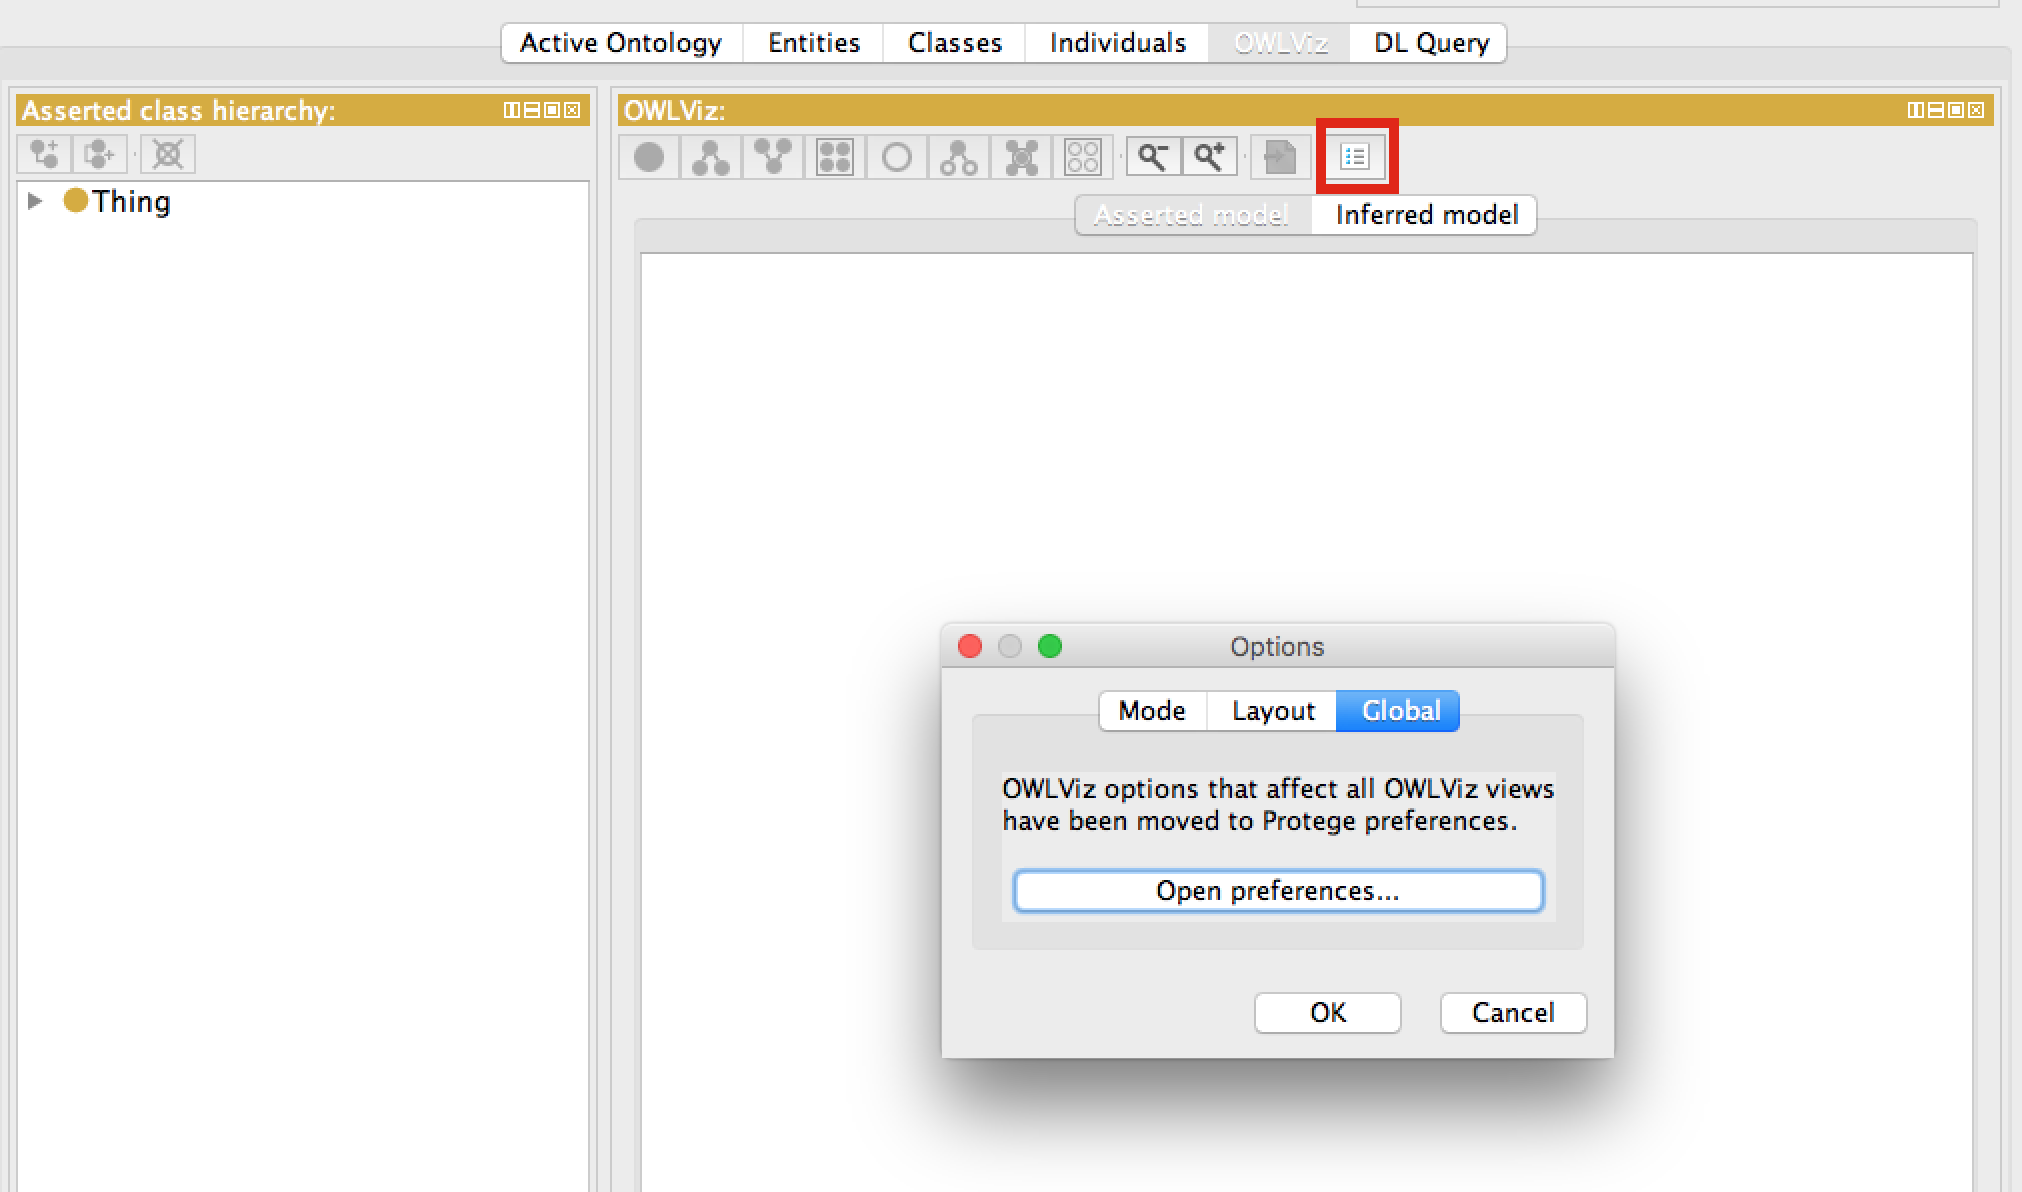 Active Ontology Entities Classes Individuals OWLViz DL Query
Asserted class hierarchy:
Thing
OWLViz:
Asserted model Inferred model
Options
Mode Layout Global
OWLViz options that affect all OWLViz views
have been moved to Protege preferences.
Open preferences...
OK Cancel